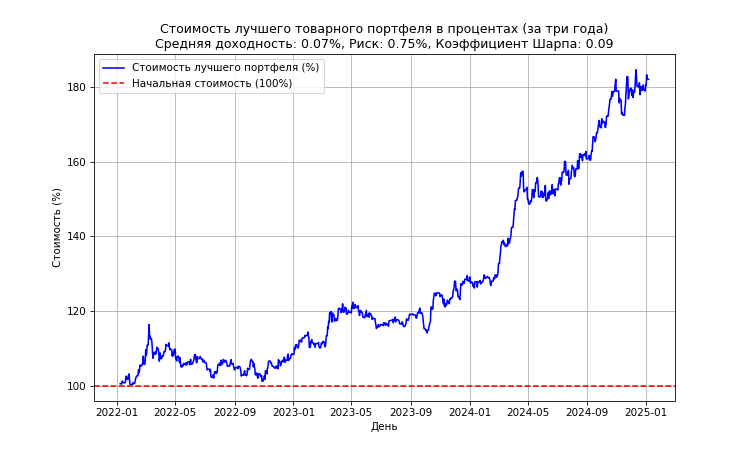 Стоимость лучшего товарного портфеля в процентах (за три года)
Средняя доходность: 0.07%, Риск: 0.75%, Коэффициент Шарпа: 0.09
Стоимость лучшего портфеля (%)
Начальная стоимость (100%)
Стоимость (%)
180
160
140
120
100
2022-01 2022-05 2022-09 2023-01 2023-05 2023-09 2024-01 2024-05 2024-09 2025-01
День